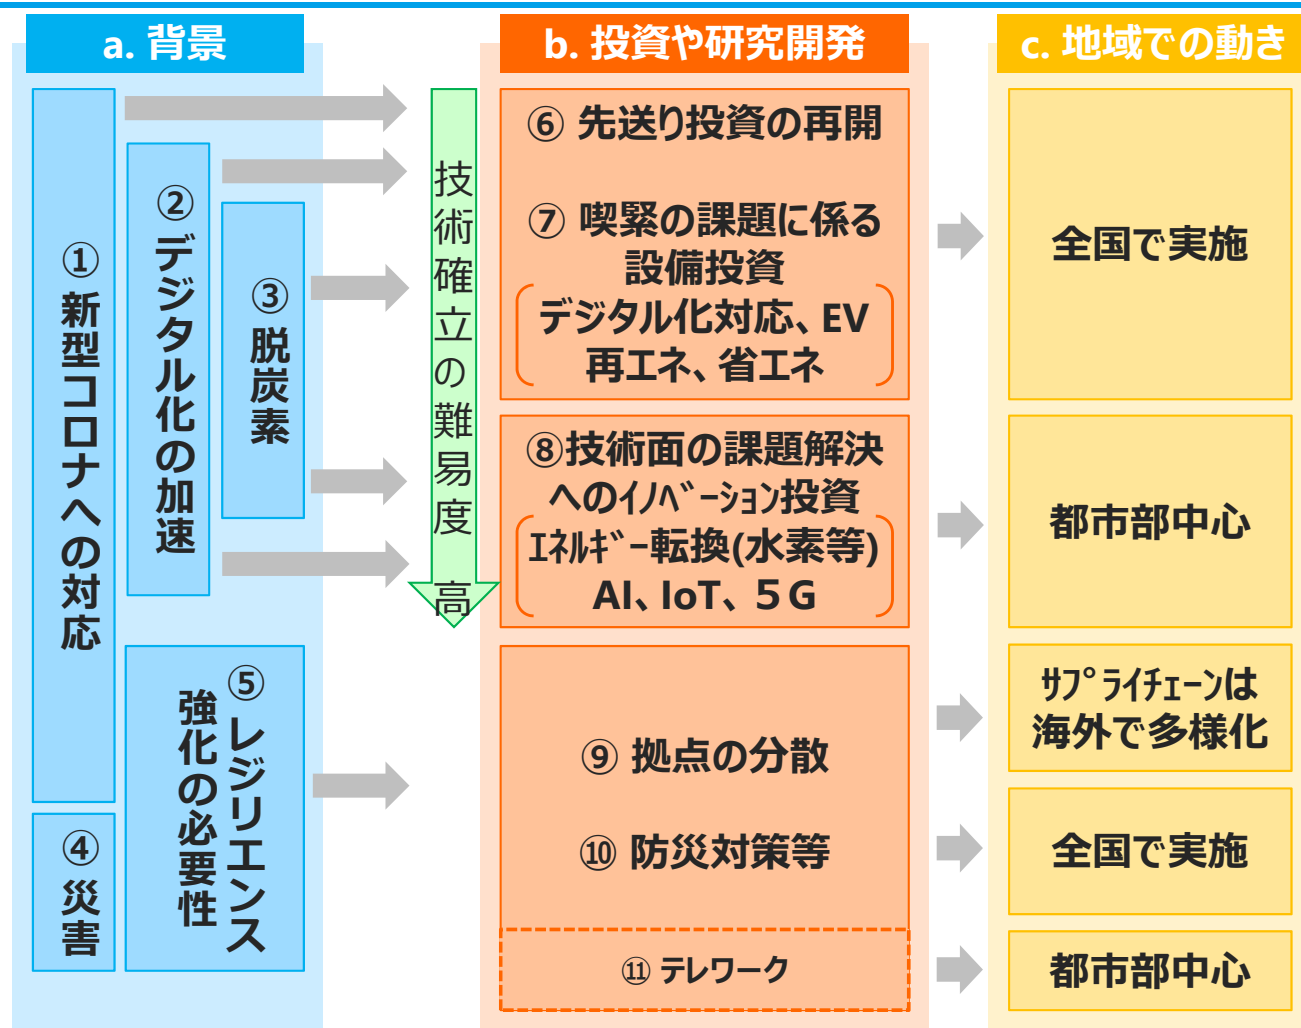 a. 背景
b. 投資や研究開発
c. 地域での動き
① 新型コロナへの対応
② デジタル化の加速
③ 脱炭素
④ 災害
⑤ レジリエンス
強化の必要性
技術確立の難易度 高
⑥ 先送り投資の再開
⑦ 喫緊の課題に係る
設備投資
デジタル化対応、EV
再エネ、省エネ
⑧技術面の課題解決
へのｲﾉﾍﾞｰｼｮﾝ投資
ｴﾈﾙｷﾞｰ転換(水素等)
AI、IoT、５Ｇ
⑨ 拠点の分散
⑩ 防災対策等
⑪ テレワーク
全国で実施
都市部中心
ｻﾌﾟﾗｲﾁｪｰﾝは
海外で多様化
全国で実施
都市部中心